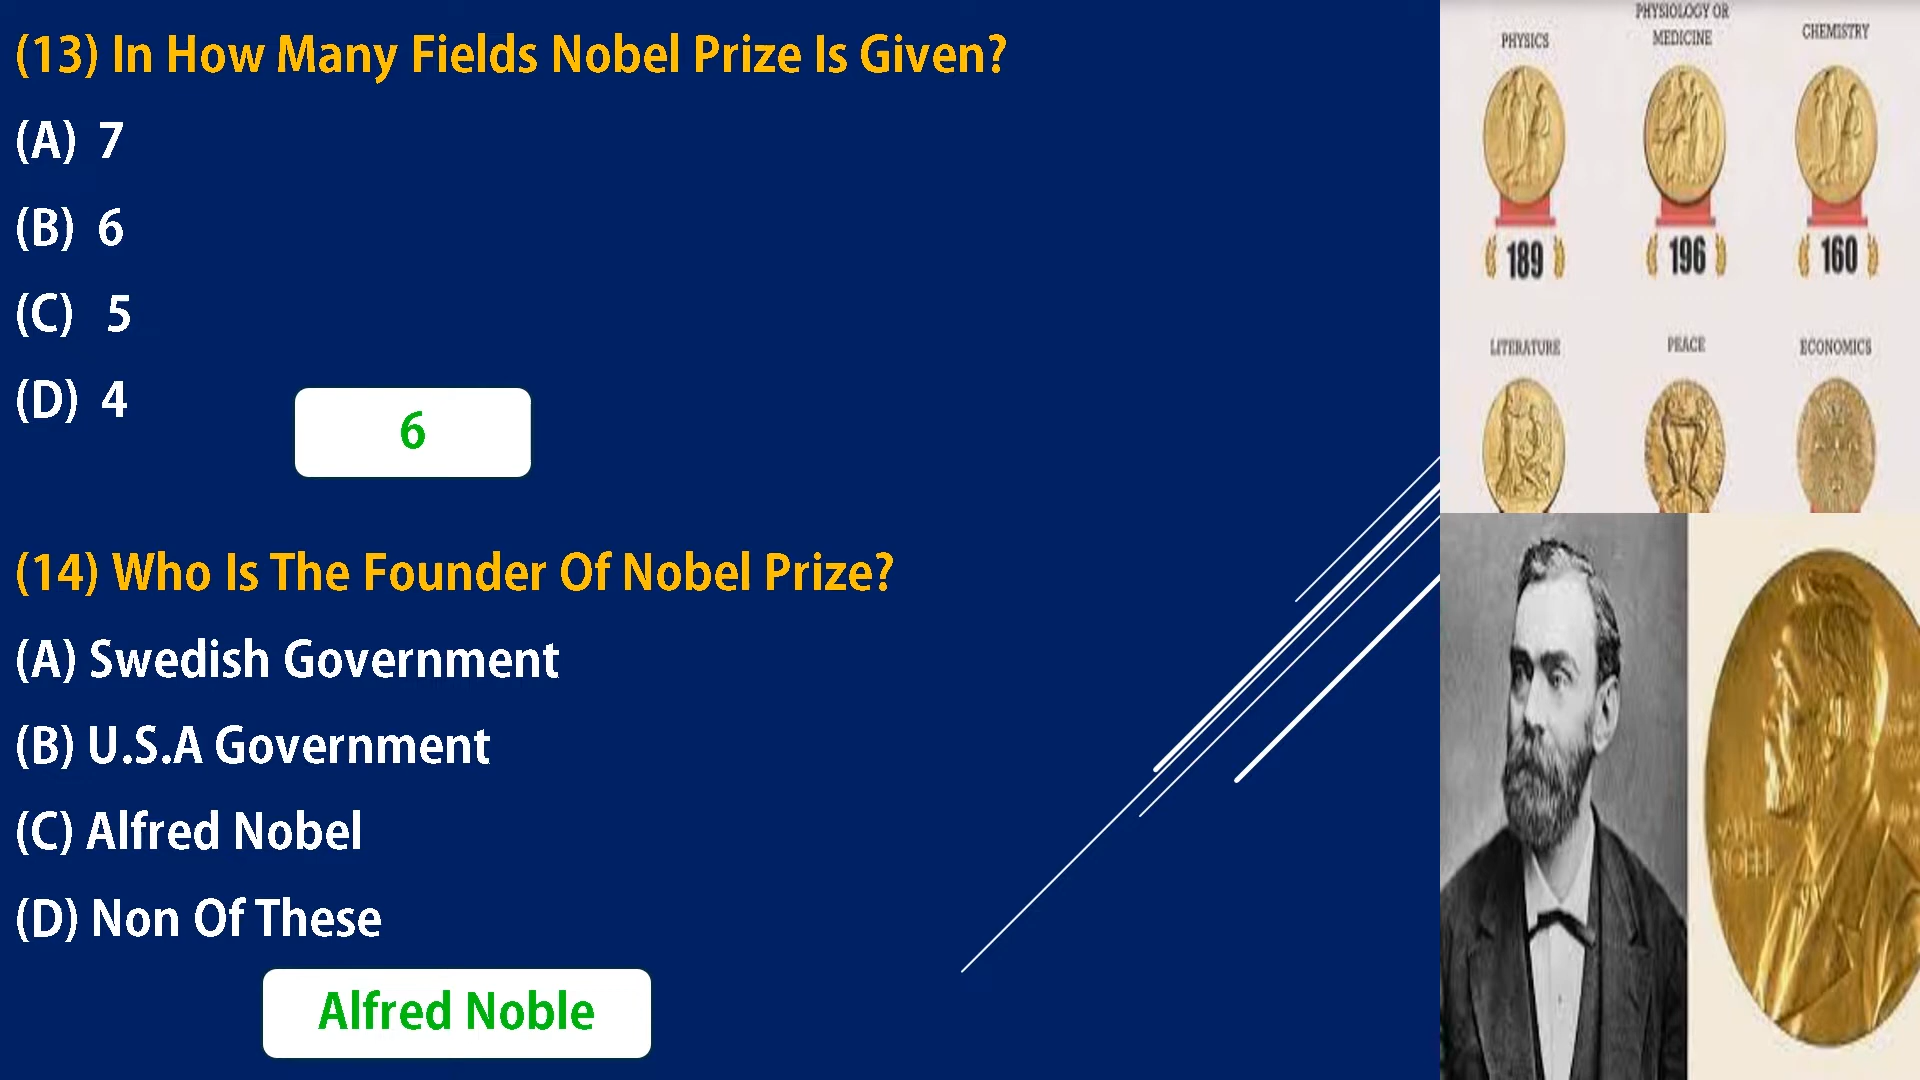 (13) In How Many Fields Nobel Prize Is Given?
(A) 7
(B) 6
(C) 5
(D) 4
6
(14) Who Is The Founder Of Nobel Prize?
(A) Swedish Government
(B) U.S.A Government
(C) Alfred Nobel
(D) Non Of These
Alfred Noble
PHYSICS
PHYSIOLOGY OR
MEDICINE
CHEMISTRY
189
196
160
LITERATURE
PEACE
ECONOMICS